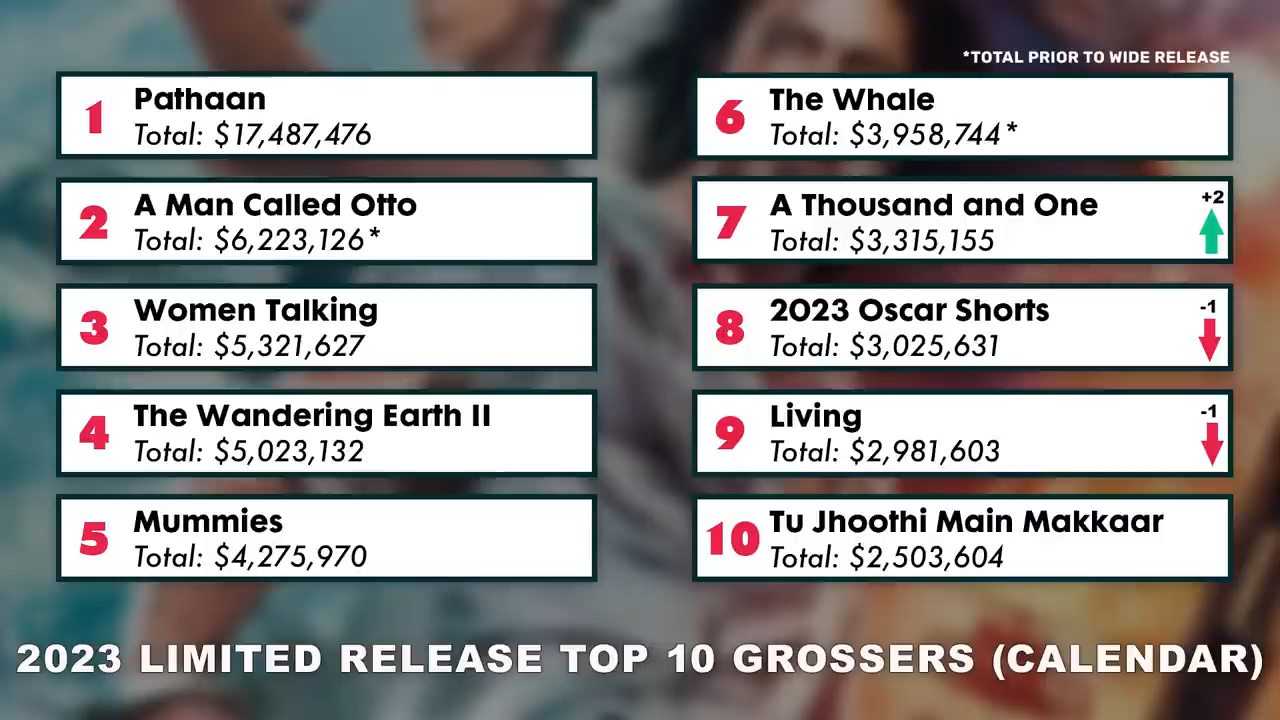 *TOTAL PRIOR TO WIDE RELEASE
1
Pathaan
Total: $17,487,476
2
A Man Called Otto
Total: $6,223,126*
3
Women Talking
Total: $5,321,627
4
The Wandering Earth II
Total: $5,023,132
5
Mummies
Total: $4,275,970
6
The Whale
Total: $3,958,744*
7
A Thousand and One
Total: $3,315,155
+2
8
2023 Oscar Shorts
Total: $3,025,631
-1
9
Living
Total: $2,981,603
-1
10
Tu Jhoothi Main Makkaar
Total: $2,503,604
2023 LIMITED RELEASE TOP 10 GROSSERS (CALENDAR)